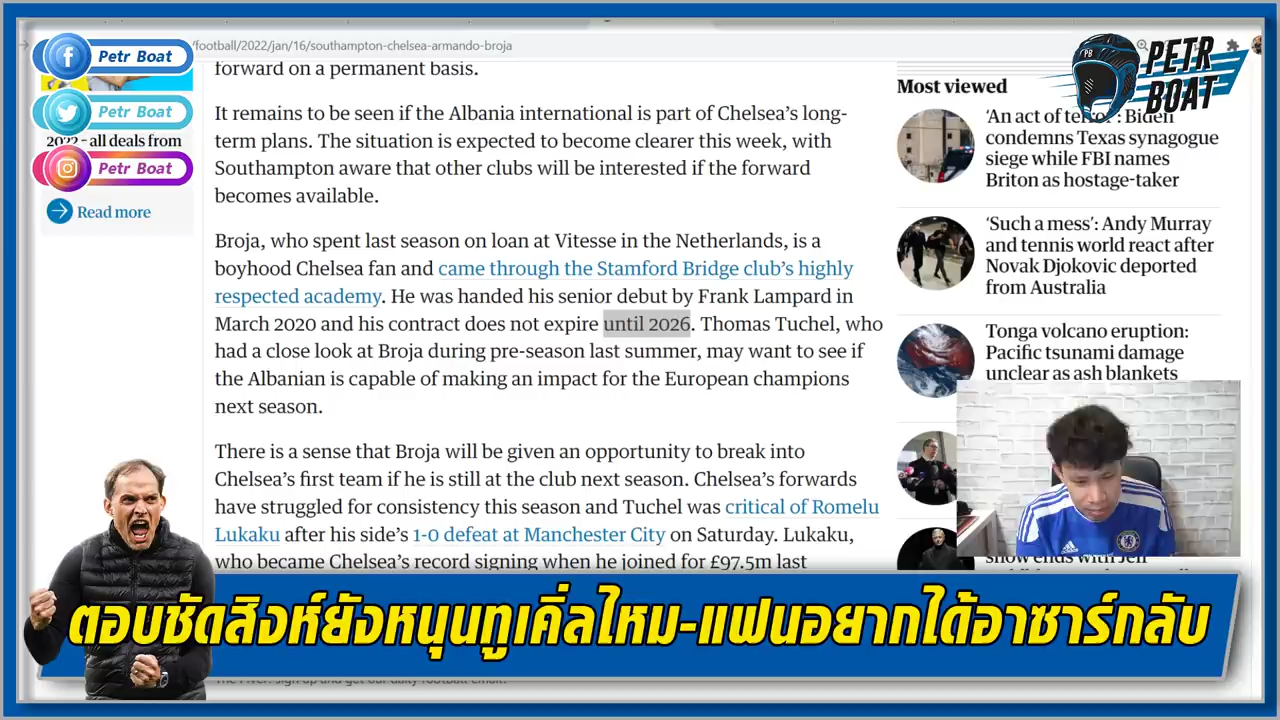 /football/2022/jan/16/southampton-chelsea-armando-broja
Petr Boat
Petr Boat
2022 – all deals from
Petr Boat
Read more
forward on a permanent basis.
It remains to be seen if the Albania international is part of Chelsea’s long-
term plans. The situation is expected to become clearer this week, with
Southampton aware that other clubs will be interested if the forward
becomes available.
Broja, who spent last season on loan at Vitesse in the Netherlands, is a
boyhood Chelsea fan and came through the Stamford Bridge club’s highly
respected academy. He was handed his senior debut by Frank Lampard in
March 2020 and his contract does not expire until 2026. Thomas Tuchel, who
had a close look at Broja during pre-season last summer, may want to see if
the Albanian is capable of making an impact for the European champions
next season.
There is a sense that Broja will be given an opportunity to break into
Chelsea’s first team if he is still at the club next season. Chelsea’s forwards
have struggled for consistency this season and Tuchel was critical of Romelu
Lukaku after his side’s 1-0 defeat at Manchester City on Saturday. Lukaku,
who became Chelsea’s record signing when he joined for £97.5m last
PB
PETR
BOAT
Most viewed
‘An act of terror’: Biden
condemns Texas synagogue
siege while FBI names
Briton as hostage-taker
‘Such a mess’: Andy Murray
and tennis world react after
Novak Djokovic deported
from Australia
Tonga volcano eruption:
Pacific tsunami damage
unclear as ash blankets
ตอบชัดสิงห์ยังหนุนทูเคิ่ลไหม-แฟนอยากได้อาซาร์กลับ